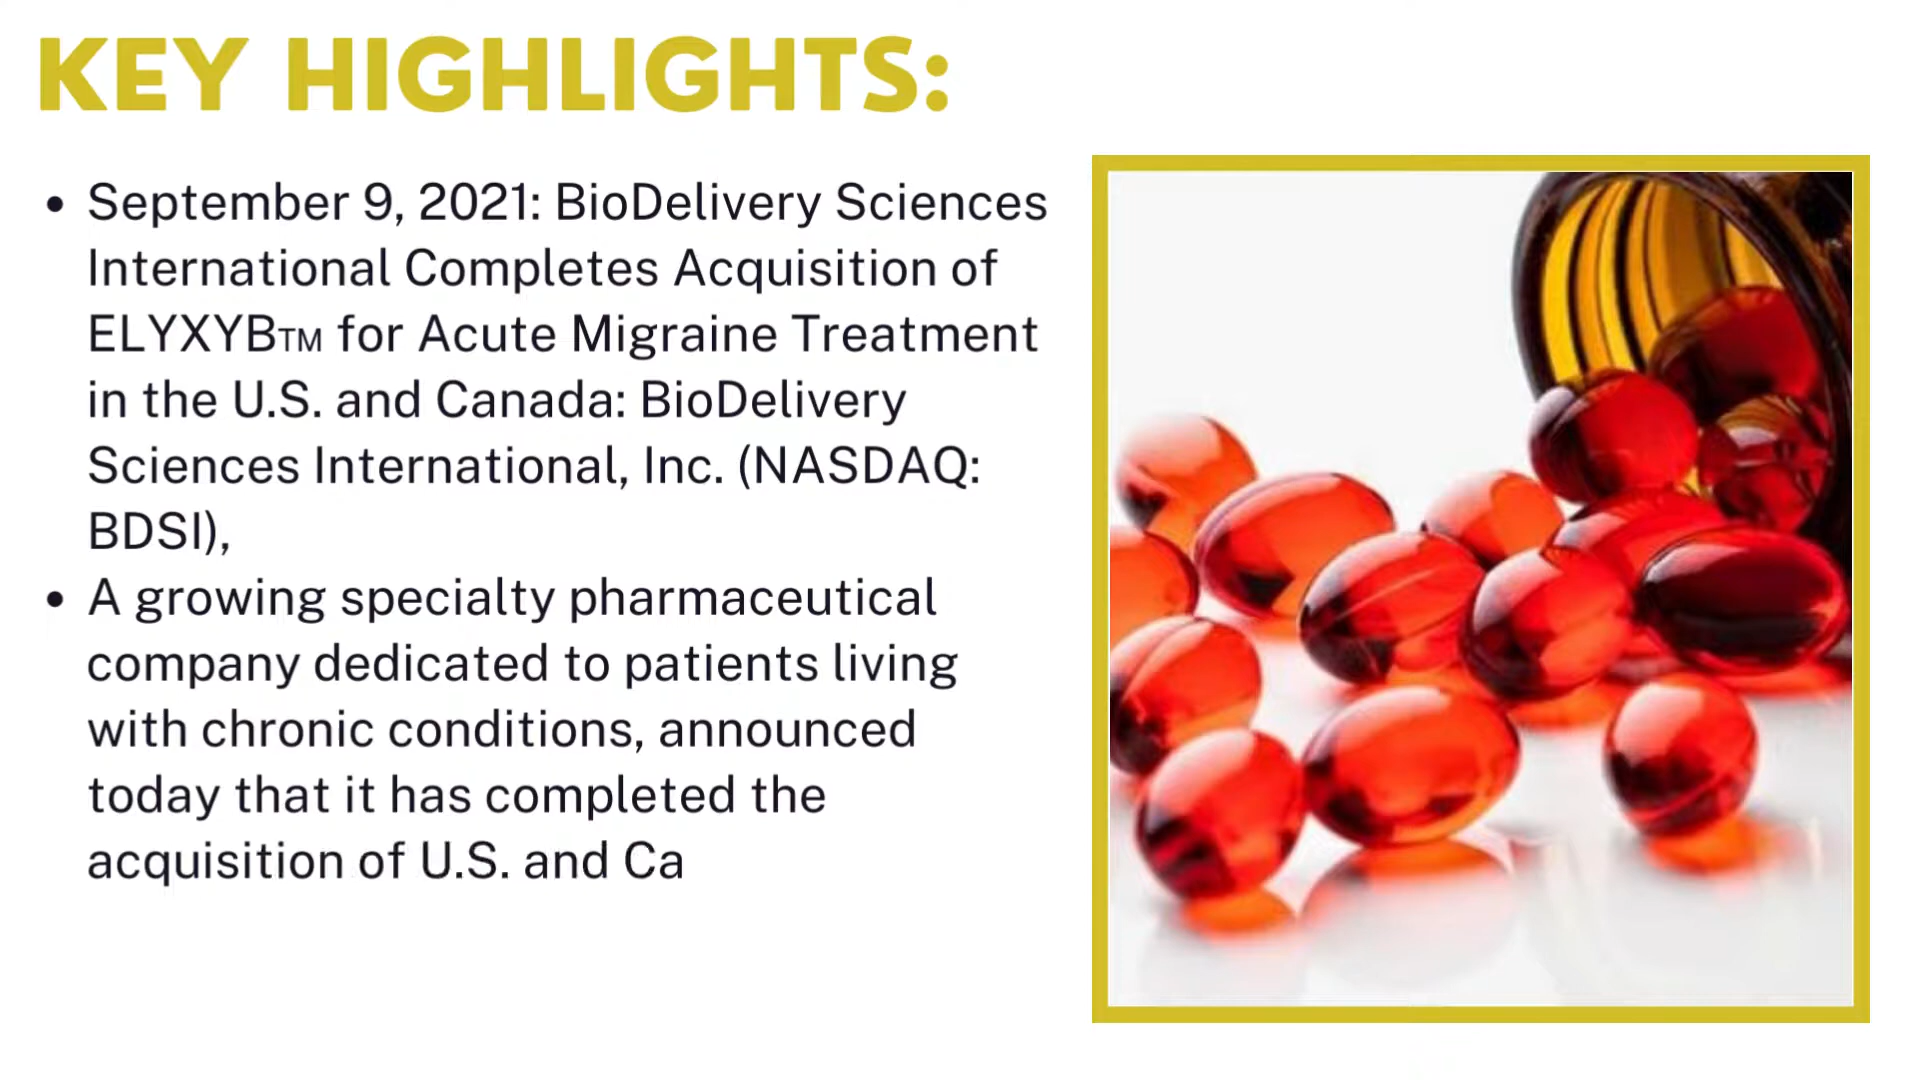 KEY HIGHLIGHTS:
• September 9, 2021: BioDelivery Sciences
International Completes Acquisition of
ELYXYBTM for Acute Migraine Treatment
in the U.S. and Canada: BioDelivery
Sciences International, Inc. (NASDAQ:
BDSI),
• A growing specialty pharmaceutical
company dedicated to patients living
with chronic conditions, announced
today that it has completed the
acquisition of U.S. and Ca